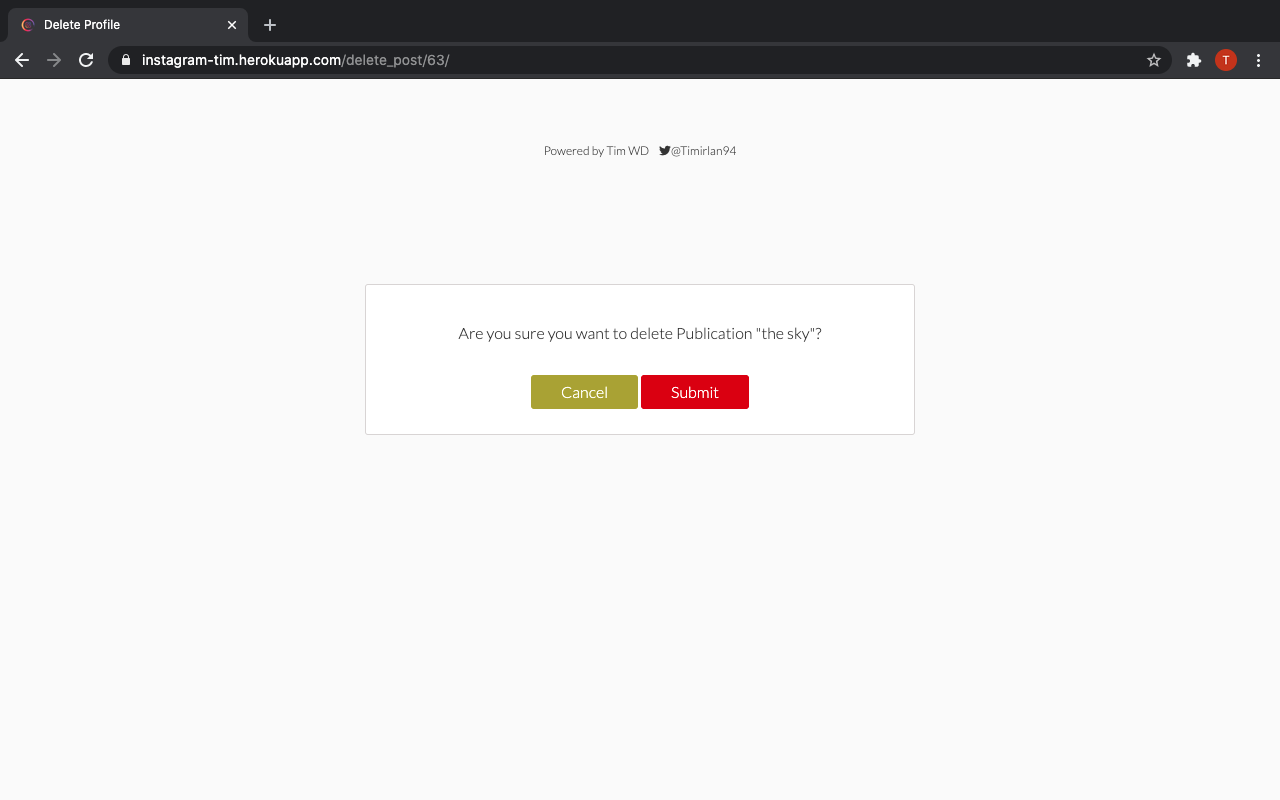 Delete Profile
instagram-tim.herokuapp.com/delete_post/63/
T
Powered by Tim WD @Timirlan94
Are you sure you want to delete Publication "the sky"?
Cancel Submit